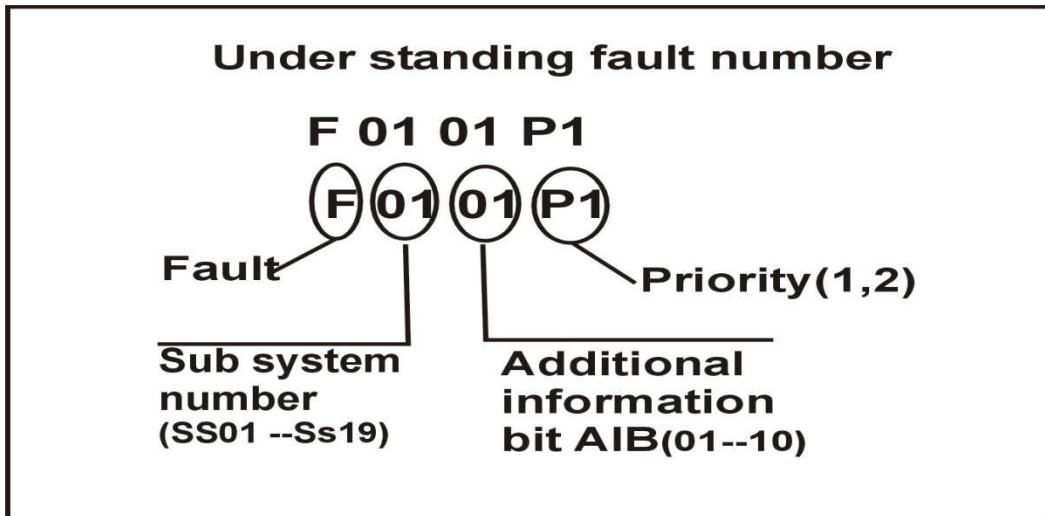 Under standing fault number
F 01 01 P1
F 01 01 P1
Fault
Priority(1,2)
Sub system
number
(SS01 --Ss19)
Additional
information
bit AIB(01--10)